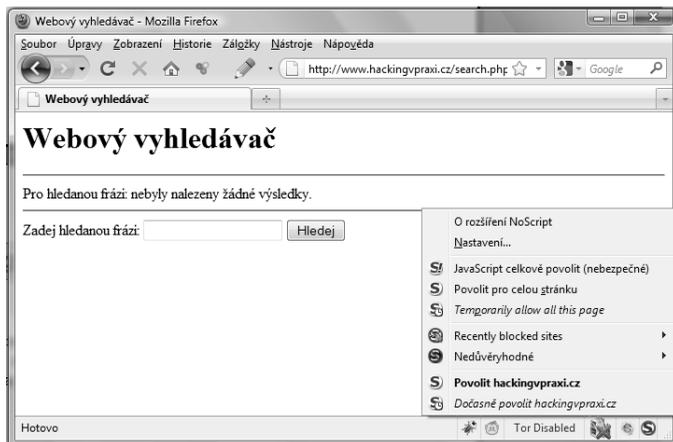 Webový vyhledávač - Mozilla Firefox
Soubor Úpravy Zobrazení Historie Záložky Nástroje Nápověda
http://www.hackingvpraxi.cz/search.php
Google
Webový vyhledávač
Webový vyhledávač
Pro hledanou frázi: nebyly nalezeny žádné výsledky.
Zadej hledanou frázi:
Hledej
O rozšíření NoScript
Nastavení...
JavaScript celkově povolit (nebezpečné)
Povolit pro celou stránku
Temporarily allow all this page
Recently blocked sites
Nedůvěryhodné
Povolit hackingvpraxi.cz
Dočasně povolit hackingvpraxi.cz
Hotovo
Tor Disabled